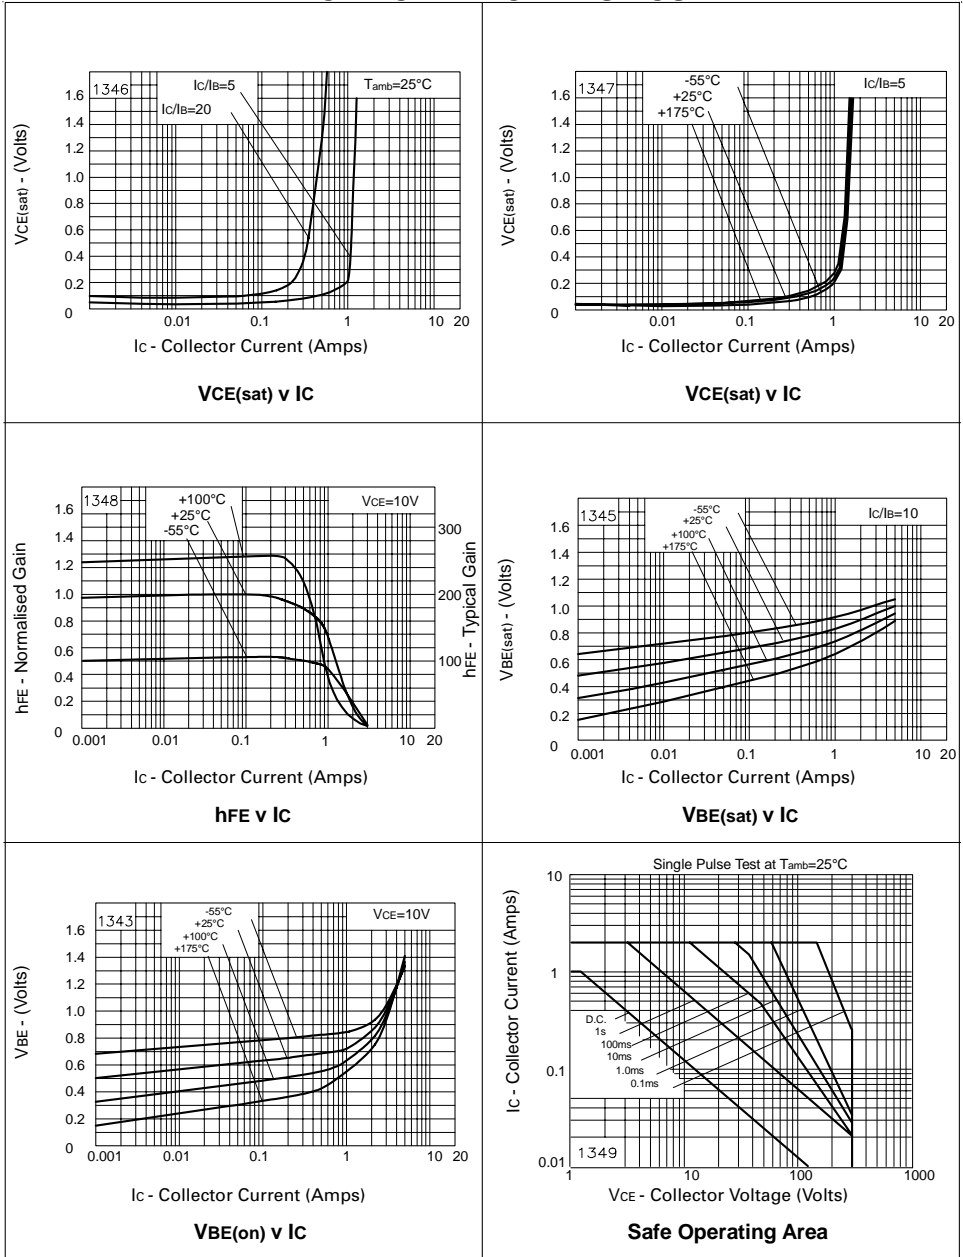 1346
Ic/IB=5
Ic/IB=20
Tamb=25°C
1.6
1.4
1.2
1.0
0.8
0.6
0.4
0.2
0
VCE(sat) - (Volts)
0.01 0.1 1 10 20
Ic - Collector Current (Amps)
VCE(sat) v IC
1347
-55°C
+25°C
+175°C
Ic/IB=5
1.6
1.4
1.2
1.0
0.8
0.6
0.4
0.2
0
VCE(sat) - (Volts)
0.01 0.1 1 10 20
Ic - Collector Current (Amps)
VCE(sat) v IC
1348
+100°C
+25°C
-55°C
VCE=10V
1.6
1.4
1.2
1.0
0.8
0.6
0.4
0.2
0
hFE - Normalised Gain
300
200
100
hFE - Typical Gain
0.001 0.01 0.1 1 10 20
Ic - Collector Current (Amps)
hFE v IC
1345
-55°C
+25°C
+100°C
+175°C
Ic/IB=10
1.6
1.4
1.2
1.0
0.8
0.6
0.4
0.2
0
VBE(sat) - (Volts)
0.001 0.01 0.1 1 10 20
Ic - Collector Current (Amps)
VBE(sat) v IC
1343
-55°C
+25°C
+100°C
+175°C
VCE=10V
1.6
1.4
1.2
1.0
0.8
0.6
0.4
0.2
0
VBE - (Volts)
0.001 0.01 0.1 1 10 20
Ic - Collector Current (Amps)
VBE(on) v IC
Single Pulse Test at Tamb=25°C
10
1
0.1
0.01
Ic - Collector Current (Amps)
D.C.
1s
100ms
10ms
1.0ms
0.1ms
1349
1 10 100 1000
VCE - Collector Voltage (Volts)
Safe Operating Area